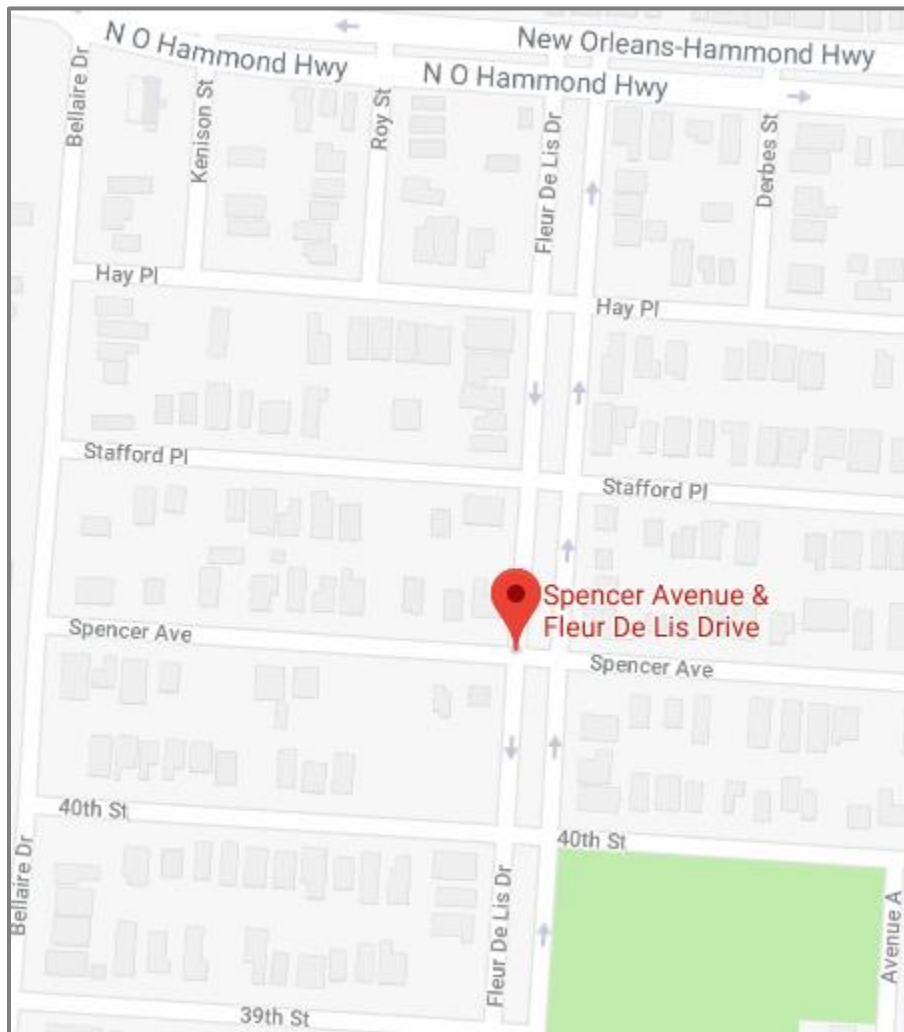 New Orleans-Hammond Hwy
N O Hammond Hwy
N O Hammond Hwy
Bellaire Dr
Kenison St
Roy St
Fleur De Lis Dr
Derbes St
Hay Pl
Hay Pl
Stafford Pl
Stafford Pl
Spencer Avenue &
Fleur De Lis Drive
Spencer Ave
Spencer Ave
40th St
40th St
Bellaire Dr
Fleur De Lis Dr
Avenue A
39th St